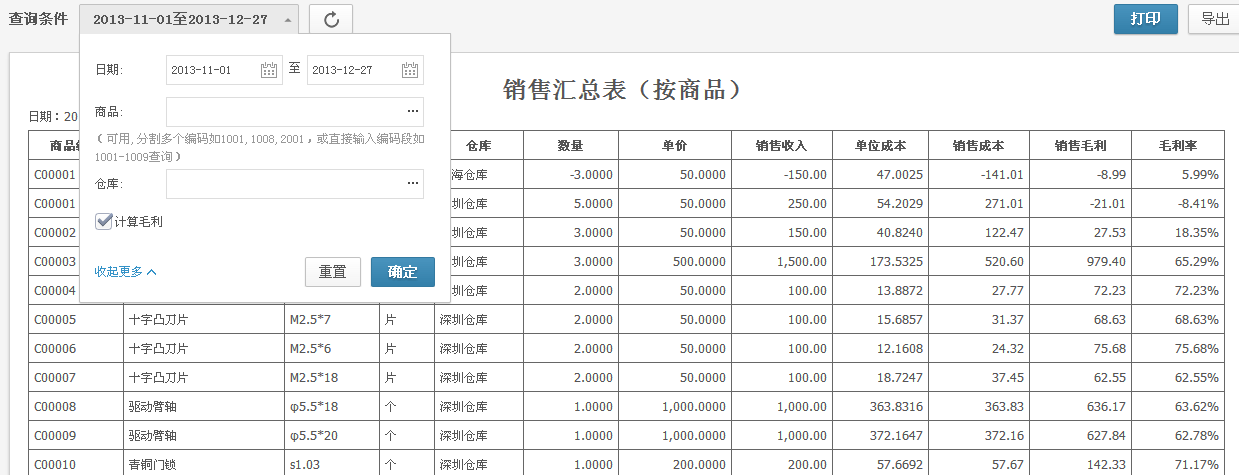 查询条件 2013-11-01至2013-12-27 打印 导出
日期: 2013-11-01 至 2013-12-27
商品:
（可用,分割多个编码如1001,1008,2001，或直接输入编码段如
1001-1009查询）
仓库:
计算毛利
收起更多 重置 确定
销售汇总表（按商品）
日期：20
商品 仓库 数量 单价 销售收入 单位成本 销售成本 销售毛利 毛利率
C00001 海仓库 -3.0000 50.0000 -150.00 47.0025 -141.01 -8.99 5.99%
C00001 圳仓库 5.0000 50.0000 250.00 54.2029 271.01 -21.01 -8.41%
C00002 圳仓库 3.0000 50.0000 150.00 40.8240 122.47 27.53 18.35%
C00003 圳仓库 3.0000 500.0000 1,500.00 173.5325 520.60 979.40 65.29%
C00004 圳仓库 2.0000 50.0000 100.00 13.8872 27.77 72.23 72.23%
C00005 十字凸刀片 M2.5*7 片 深圳仓库 2.0000 50.0000 100.00 15.6857 31.37 68.63 68.63%
C00006 十字凸刀片 M2.5*6 片 深圳仓库 2.0000 50.0000 100.00 12.1608 24.32 75.68 75.68%
C00007 十字凸刀片 M2.5*18 片 深圳仓库 2.0000 50.0000 100.00 18.7247 37.45 62.55 62.55%
C00008 驱动臂轴 φ5.5*18 个 深圳仓库 1.0000 1,000.0000 1,000.00 363.8316 363.83 636.17 63.62%
C00009 驱动臂轴 φ5.5*20 个 深圳仓库 1.0000 1,000.0000 1,000.00 372.1647 372.16 627.84 62.78%
C00010 青铜门锁 s1.03 个 深圳仓库 1.0000 200.0000 200.00 57.6692 57.67 142.33 71.17%